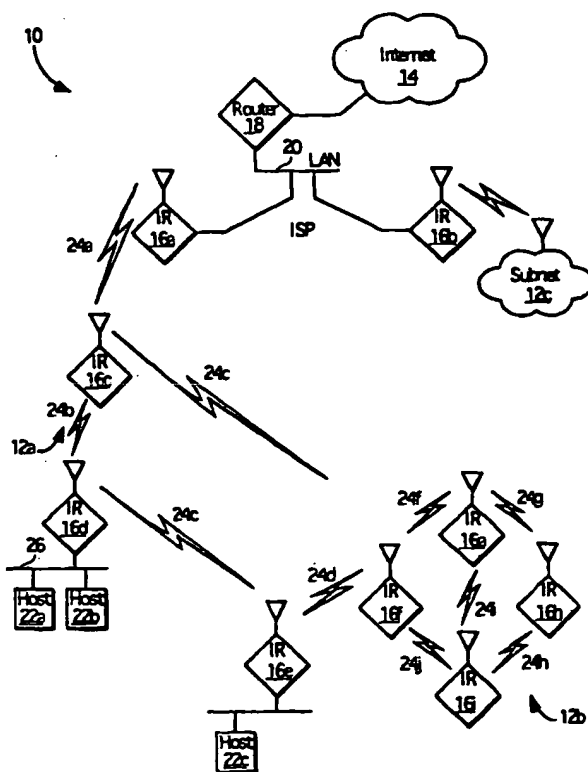 10
Internet
14
Router
18
20
LAN
IR
16a
ISP
IR
16b
24a
Subnet
12c
IR
16c
24c
24b
12a
IR
16d
24c
24f
24g
IR
16a
26
24d
IR
16f
24i
IR
16h
Host
22a
Host
22b
IR
16e
24j
24h
IR
16i
12b
Host
22c